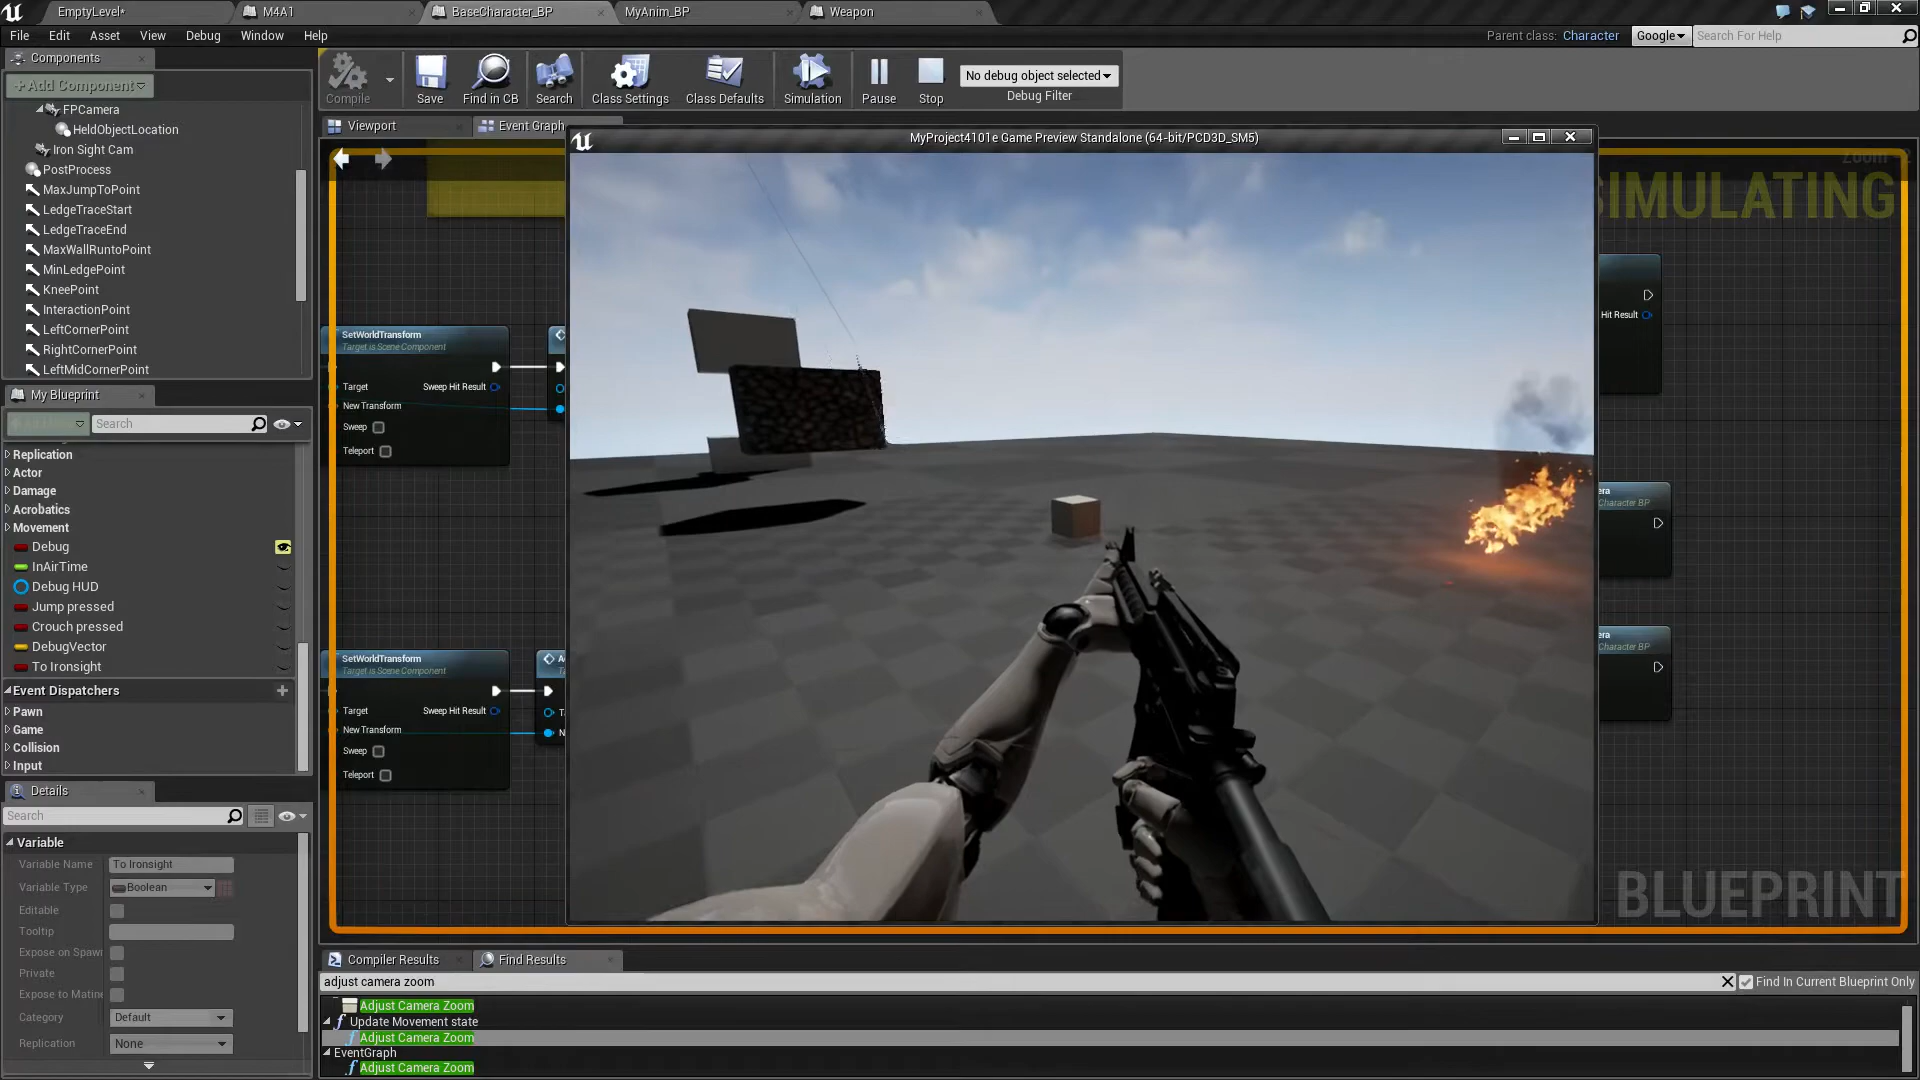 EmptyLevel*
M4A1
BaseCharacter_BP
MyAnim_BP
Weapon
File Edit Asset View Debug Window Help
Parent class: Character
Google
Search For Help
Components
+Add Component
FPCamera
HeldObjectLocation
Iron Sight Cam
PostProcess
MaxJumpToPoint
LedgeTraceStart
LedgeTraceEnd
MaxWallRuntoPoint
MinLedgePoint
KneePoint
InteractionPoint
LeftCornerPoint
RightCornerPoint
LeftMidCornerPoint
Compile
Save
Find in CB
Search
Class Settings
Class Defaults
Simulation
Pause
Stop
No debug object selected
Debug Filter
Viewport
Event Graph
MyProject4101e Game Preview Standalone (64-bit/PCD3D_SM5)
SIMULATING
SetWorldTransform
Target is Scene Component
Target
Sweep Hit Result
New Transform
Sweep
Teleport
SetWorldTransform
Target is Scene Component
Target
Sweep Hit Result
New Transform
Sweep
Teleport
Hit Result
era
Character BP
era
Character BP
BLUEPRINT
My Blueprint
Search
Replication
Actor
Damage
Acrobatics
Movement
Debug
InAirTime
Debug HUD
Jump pressed
Crouch pressed
DebugVector
To Ironsight
Event Dispatchers
Pawn
Game
Collision
Input
Details
Search
Variable
Variable Name To Ironsight
Variable Type Boolean
Editable
Tooltip
Expose on Spawn
Private
Expose to Matine
Category Default
Replication None
Compiler Results
Find Results
adjust camera zoom
Find In Current Blueprint Only
Adjust Camera Zoom
Update Movement state
Adjust Camera Zoom
EventGraph
Adjust Camera Zoom